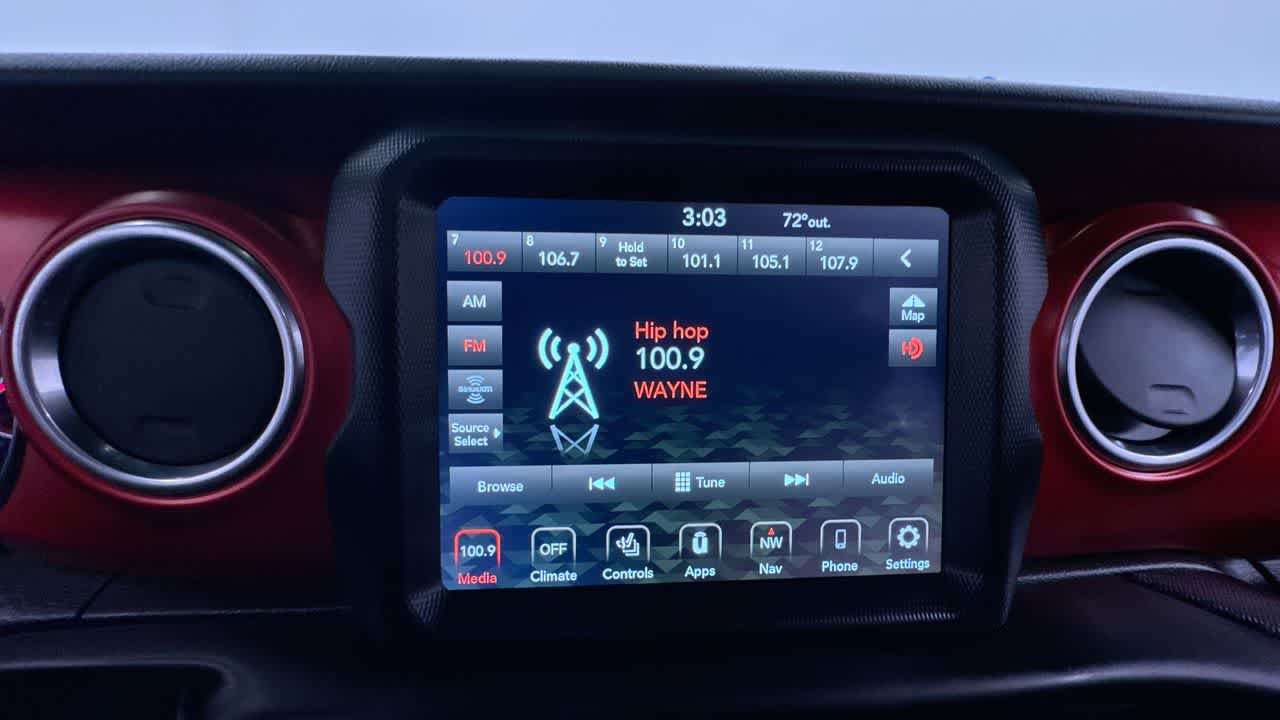 3:03
72° out.
7
100.9
8
106.7
9
Hold
to Set
10
101.1
11
105.1
12
107.9
AM
FM
SiriusXM
Source
Select
Hip hop
100.9
WAYNE
Map
HD
Browse
Tune
Audio
100.9
Media
OFF
Climate
Controls
u
Apps
NW
Nav
Phone
Settings